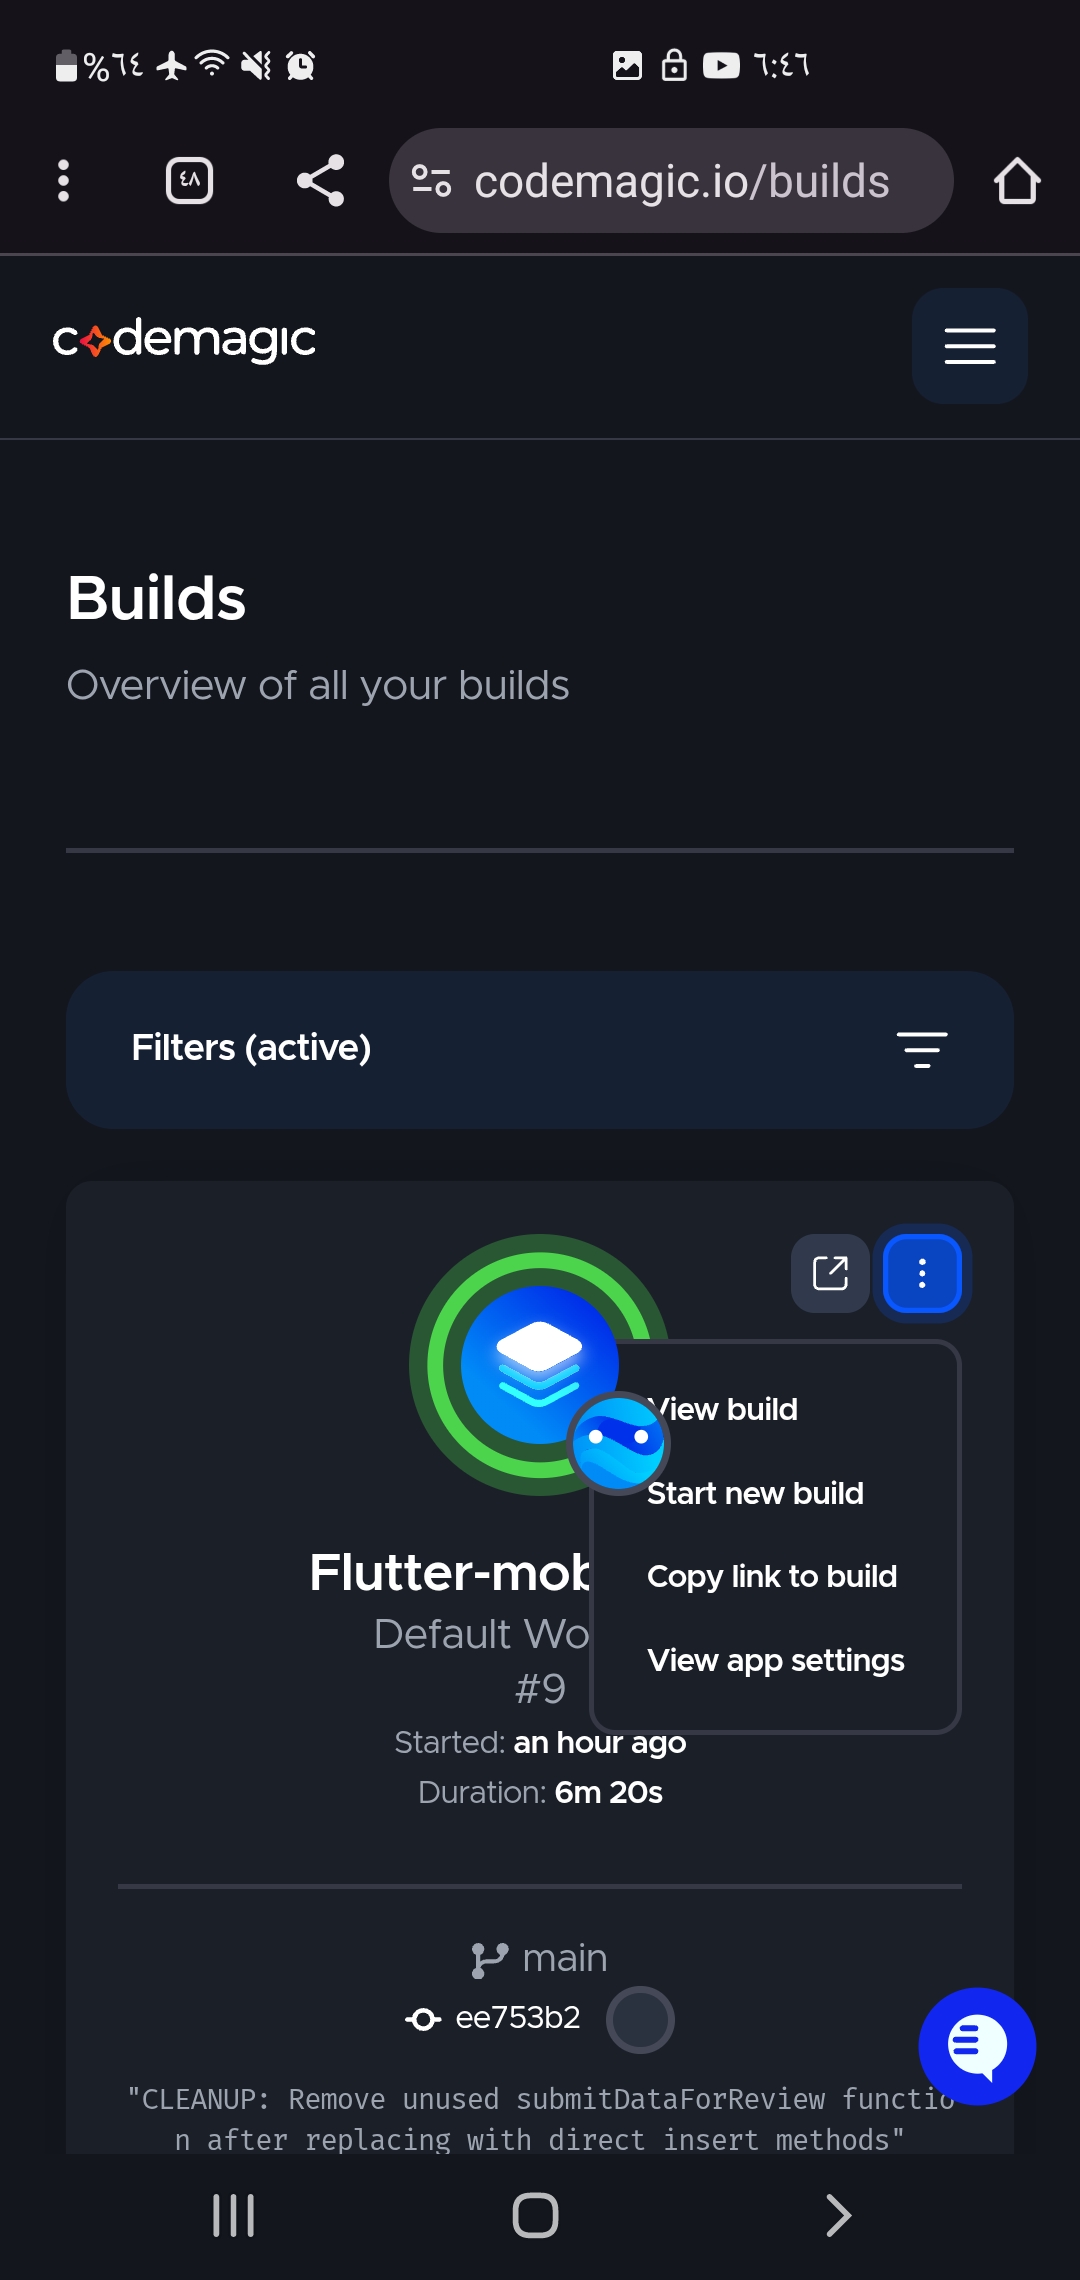 %٦٤
٦:٤٦
٤٨
codemagic.io/builds
codemagic
Builds
Overview of all your builds
Filters (active)
View build
Start new build
Copy link to build
View app settings
Flutter-mob
Default Wo
#9
Started: an hour ago
Duration: 6m 20s
main
ee753b2
"CLEANUP: Remove unused submitDataForReview functio
n after replacing with direct insert methods"